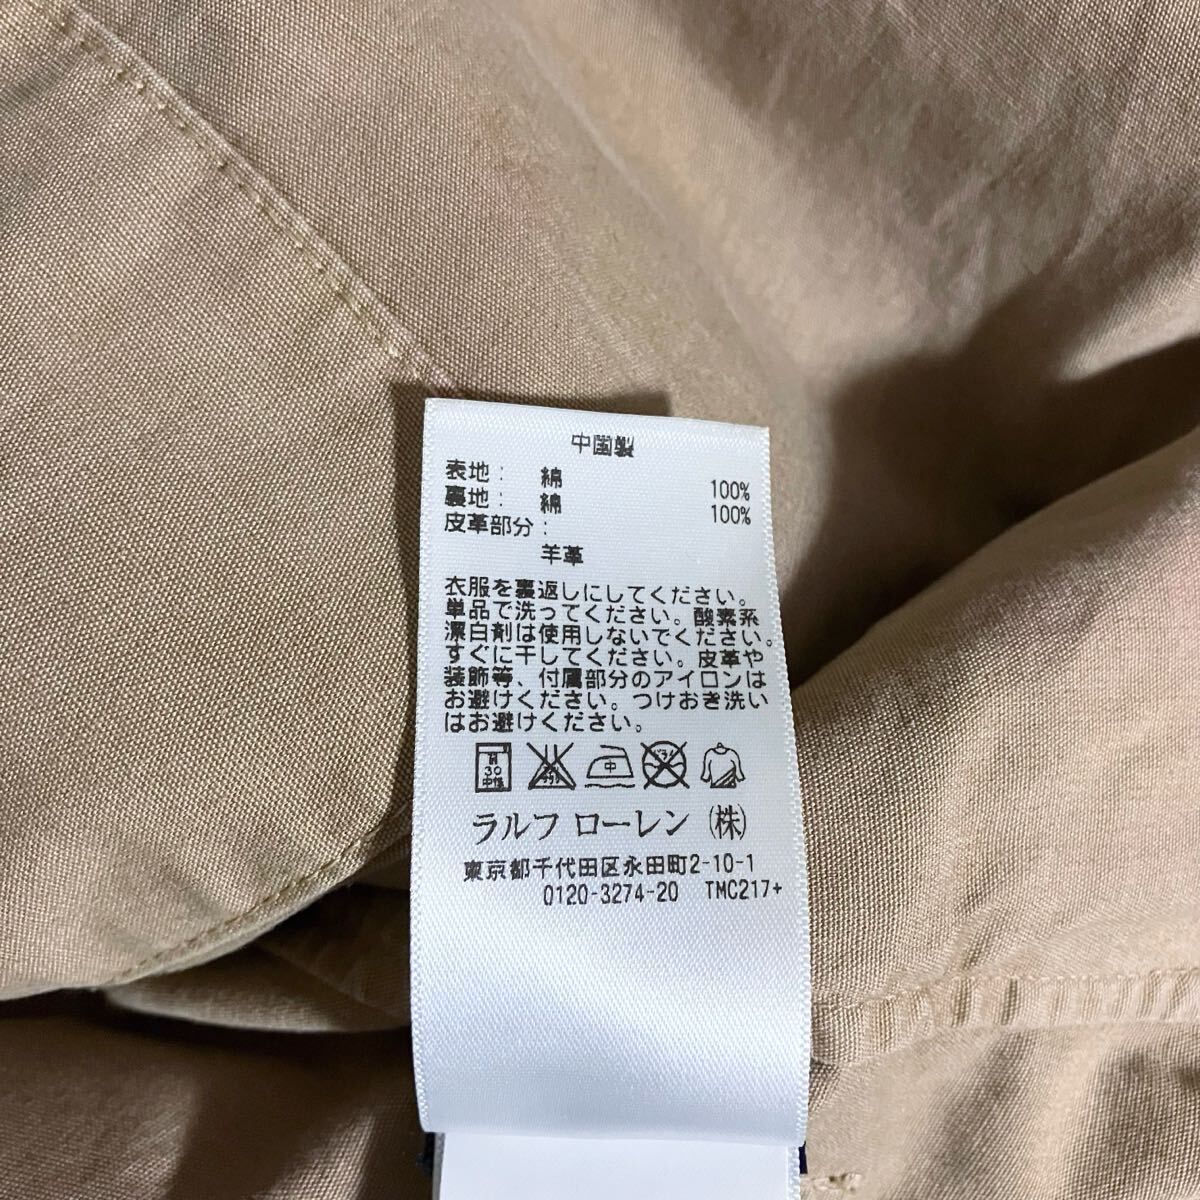 中国製
表地: 綿 100%
裏地: 綿 100%
皮革部分:
羊革
衣服を裏返しにしてください。
単品で洗ってください。酸素系
漂白剤は使用しないでください。
すぐに干してください。皮革や
装飾等、付属部分のアイロンは
お避けください。つけおき洗い
はお避けください。
30
中性
中
ラルフ ローレン (株)
東京都千代田区永田町2-10-1
0120-3274-20 TMC217+